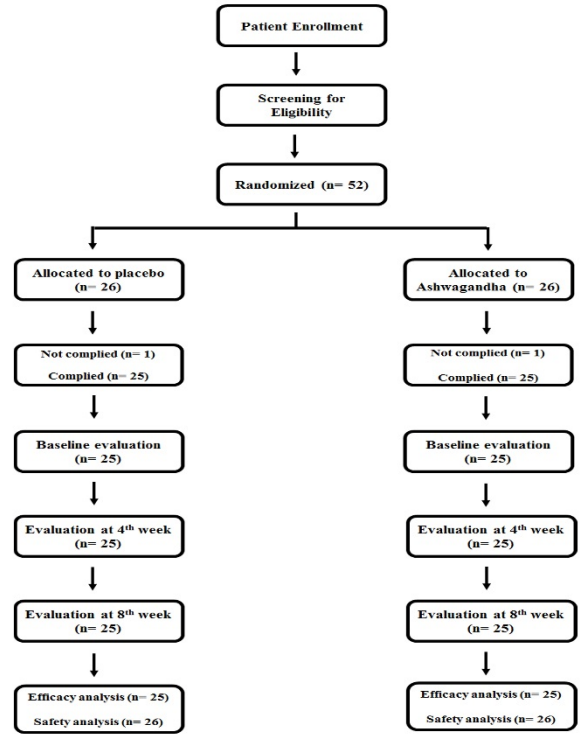 Patient Enrollment
Screening for
Eligibility
Randomized (n= 52)
Allocated to placebo
(n= 26)
Not complied (n= 1)
Complied (n= 25)
Baseline evaluation
(n= 25)
Evaluation at 4th week
(n= 25)
Evaluation at 8th week
(n= 25)
Efficacy analysis (n= 25)
Safety analysis (n= 26)
Allocated to
Ashwagandha (n= 26)
Not complied (n= 1)
Complied (n= 25)
Baseline evaluation
(n= 25)
Evaluation at 4th week
(n= 25)
Evaluation at 8th week
(n= 25)
Efficacy analysis (n= 25)
Safety analysis (n= 26)